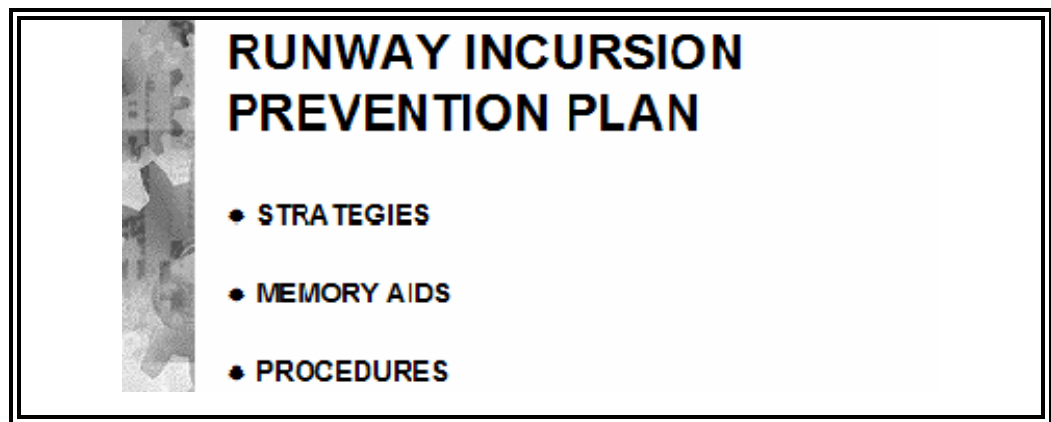 RUNWAY INCURSION
PREVENTION PLAN
• STRATEGIES
• MEMORY AIDS
• PROCEDURES